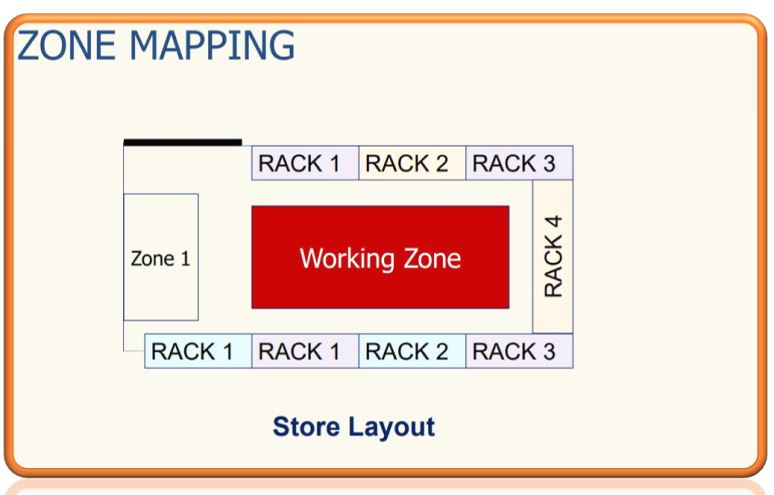 ZONE MAPPING
RACK 1 RACK 2 RACK 3
Zone 1
Working Zone
RACK 4
RACK 1 RACK 1 RACK 2 RACK 3
Store Layout